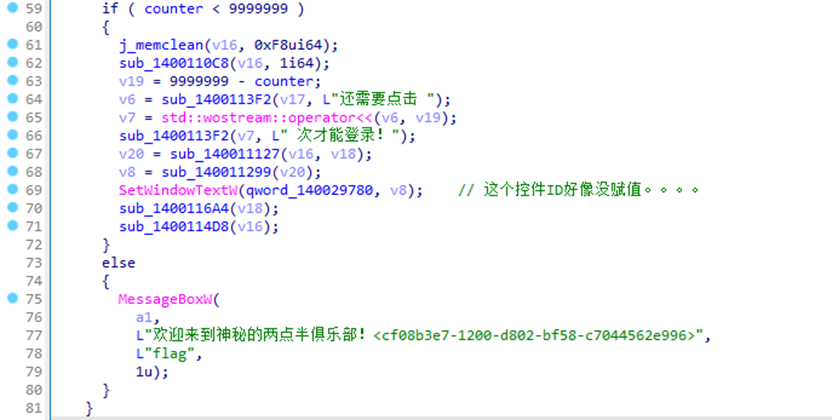 59 if ( counter < 9999999 )
60 {
61 j_memclean(v16, 0xF8ui64);
62 sub_1400110C8(v16, 1i64);
63 v19 = 9999999 - counter;
64 v6 = sub_1400113F2(v17, L"还需要点击 ");
65 v7 = std::wostream::operator<<(v6, v19);
66 sub_1400113F2(v7, L" 次才能登录！");
67 v20 = sub_140011127(v16, v18);
68 v8 = sub_140011299(v20);
69 SetWindowTextW(qword_140029780, v8); // 这个控件ID好像没赋值。。。。
70 sub_1400116A4(v18);
71 sub_1400114D8(v16);
72 }
73 else
74 {
75 MessageBoxW(
76 a1,
77 L"欢迎来到神秘的两点半俱乐部！<cf08b3e7-1200-d802-bf58-c7044562e996>",
78 L"flag",
79 1u);
80 }
81 }